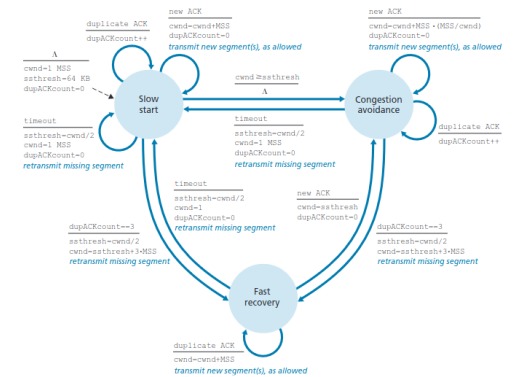 new ACK
cwnd=cwnd+MSS
dupACKcount=0
transmit new segment(s), as allowed
new ACK
cwnd=cwnd+MSS·(MSS/cwnd)
dupACKcount=0
transmit new segment(s), as allowed
duplicate ACK
dupACKcount++
Λ
cwnd=1 MSS
ssthresh=64 KB
dupACKcount=0
timeout
ssthresh=cwnd/2
cwnd=1 MSS
dupACKcount=0
retransmit missing segment
Slow
start
cwnd≥ssthresh
Λ
timeout
ssthresh=cwnd/2
cwnd=1 MSS
dupACKcount=0
retransmit missing segment
Congestion
avoidance
duplicate ACK
dupACKcount++
timeout
ssthresh=cwnd/2
cwnd=1
dupACKcount=0
retransmit missing segment
new ACK
cwnd=ssthresh
dupACKcount=0
dupACKcount==3
ssthresh=cwnd/2
cwnd=ssthresh+3·MSS
retransmit missing segment
dupACKcount==3
ssthresh=cwnd/2
cwnd=ssthresh+3·MSS
retransmit missing segment
Fast
recovery
duplicate ACK
cwnd=cwnd+MSS
transmit new segment(s), as allowed